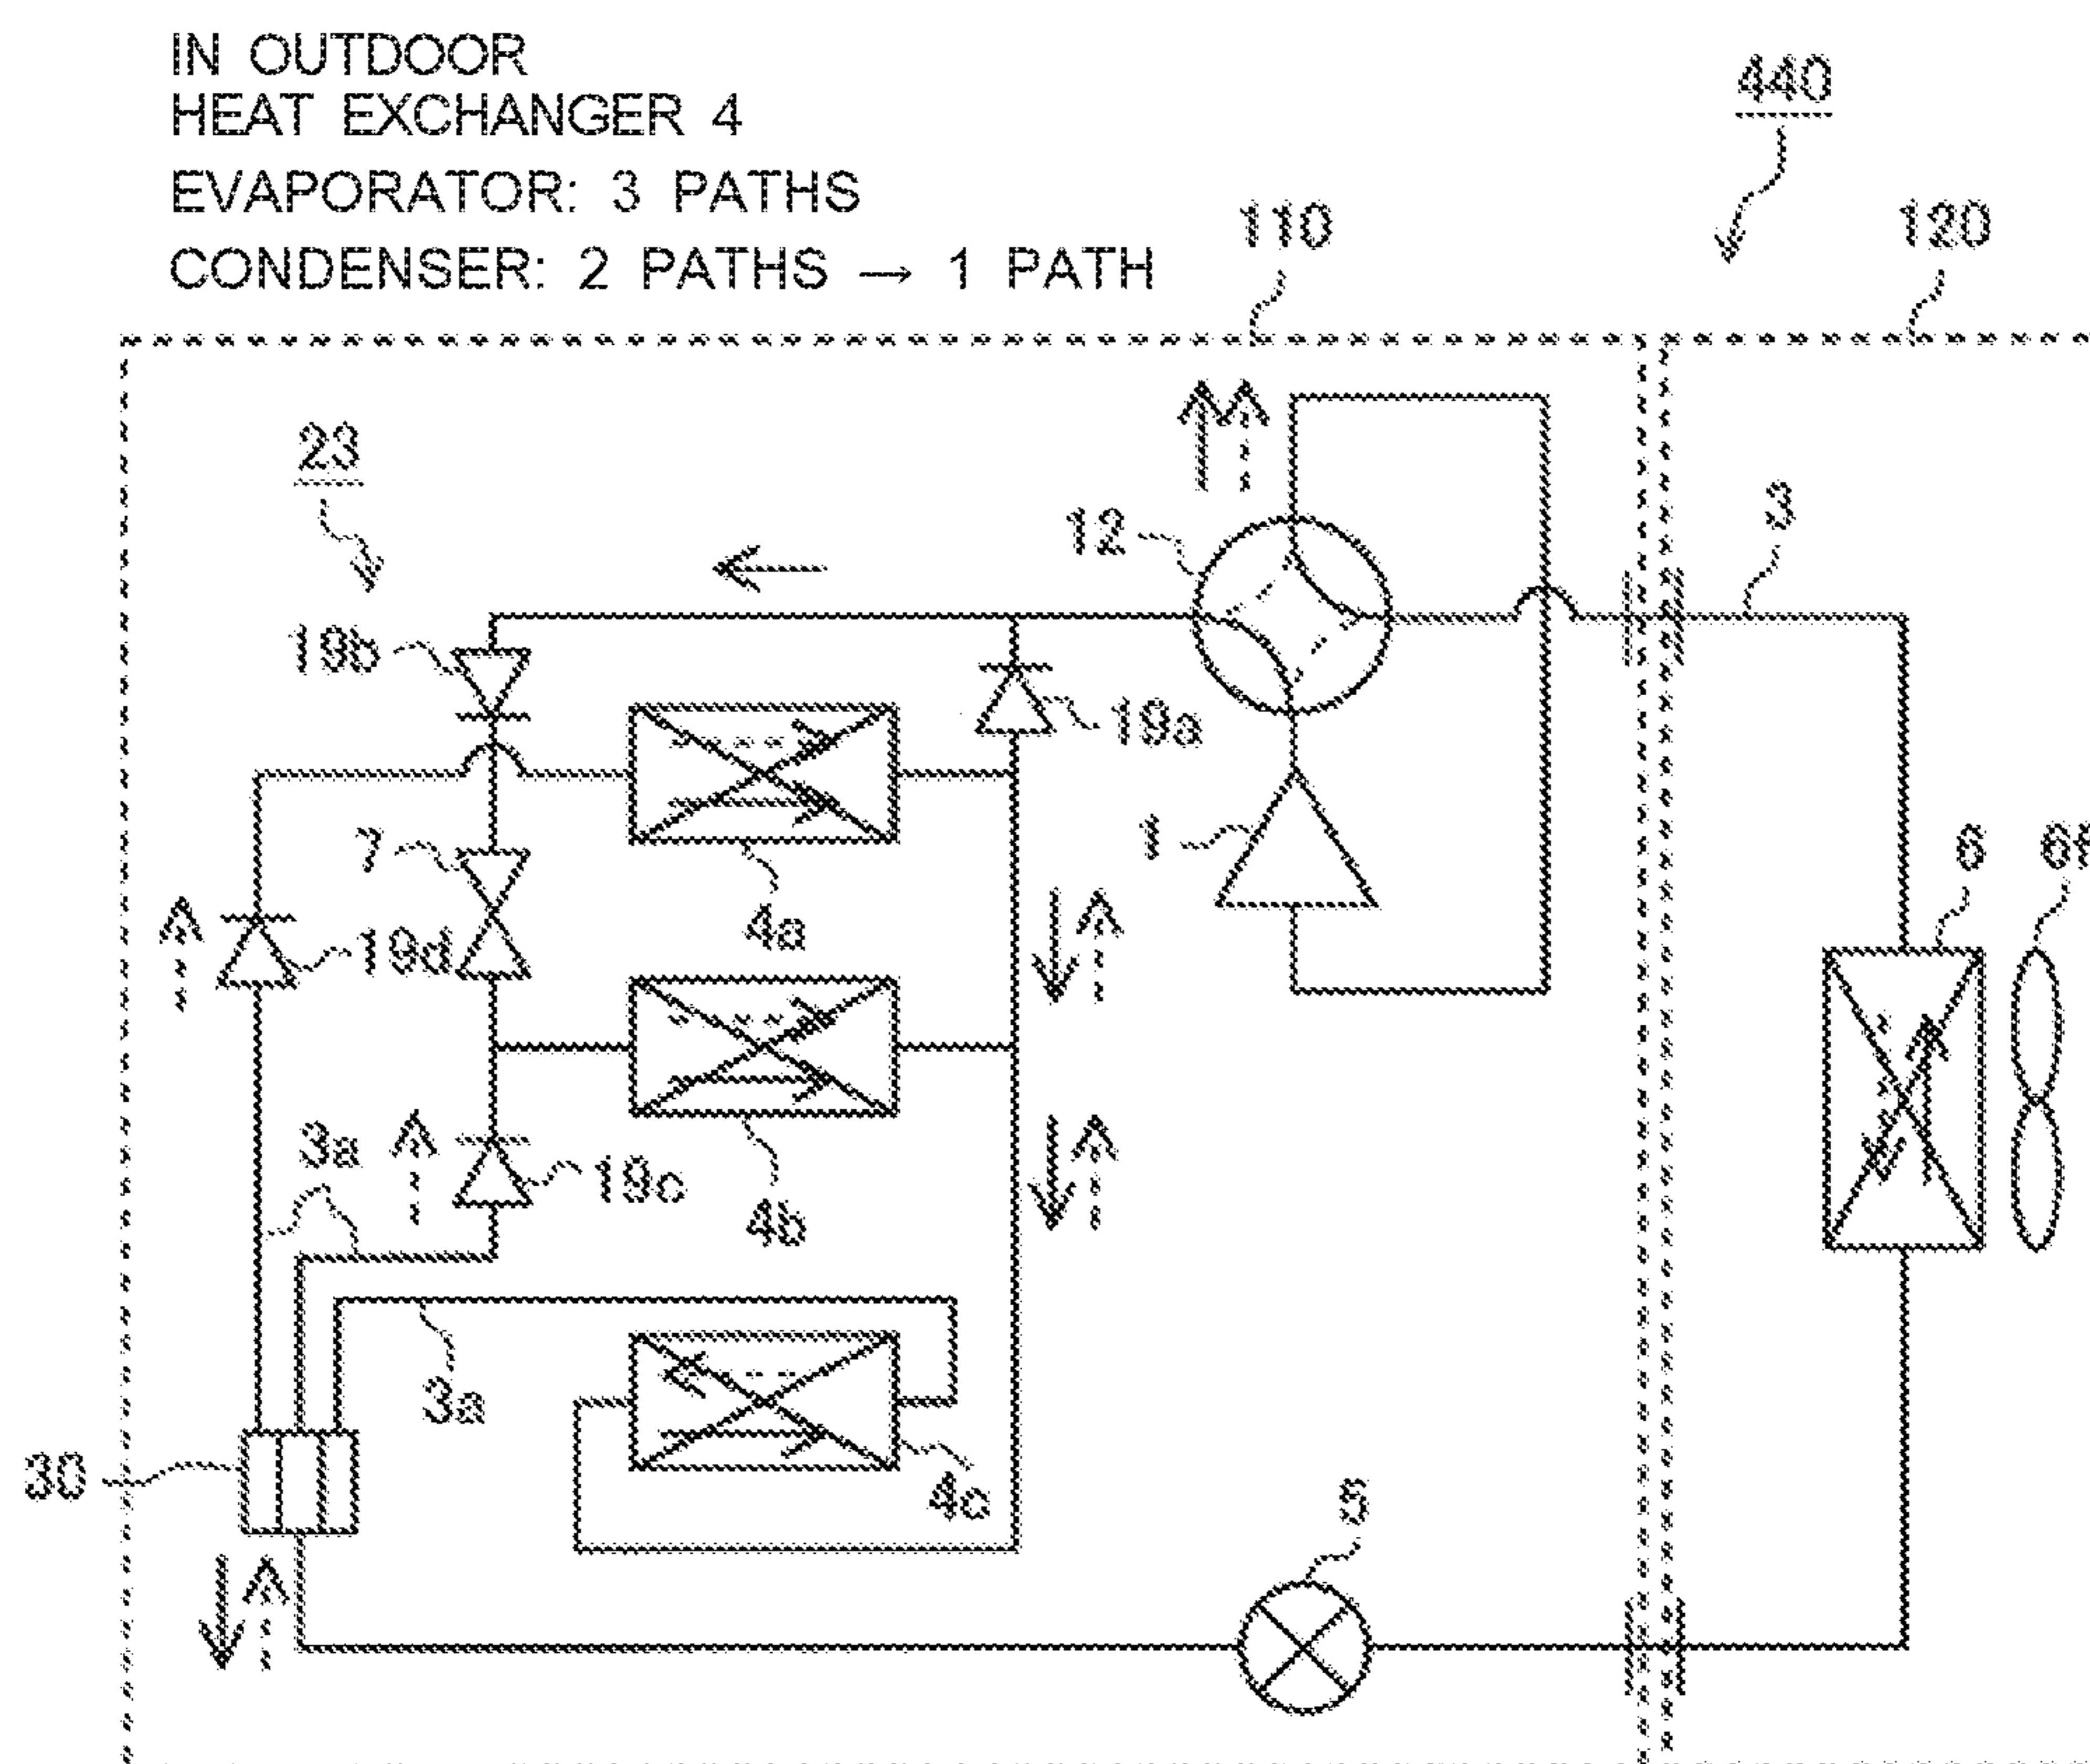 IN OUTDOOR
HEAT EXCHANGER 4
EVAPORATOR: 3 PATHS
CONDENSER: 2 PATHS → 1 PATH
440
110
120
23
12
3
19b
19a
7
1
6
4a
19d
3a
19c
4b
3a
30
4c
5